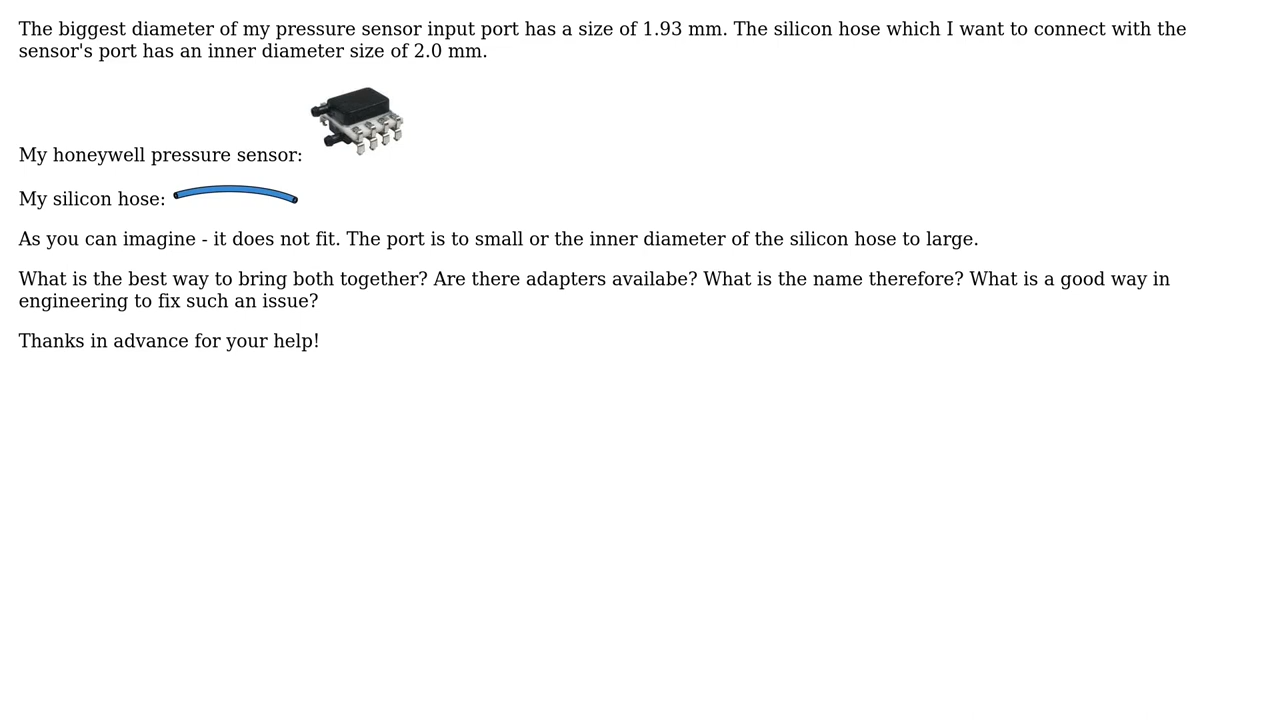 The biggest diameter of my pressure sensor input port has a size of 1.93 mm. The silicon hose which I want to connect with the
sensor's port has an inner diameter size of 2.0 mm.
My honeywell pressure sensor:
My silicon hose:
As you can imagine - it does not fit. The port is to small or the inner diameter of the silicon hose to large.
What is the best way to bring both together? Are there adapters availabe? What is the name therefore? What is a good way in
engineering to fix such an issue?
Thanks in advance for your help!